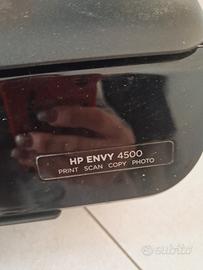 HP ENVY 4500
PRINT SCAN COPY PHOTO
subito